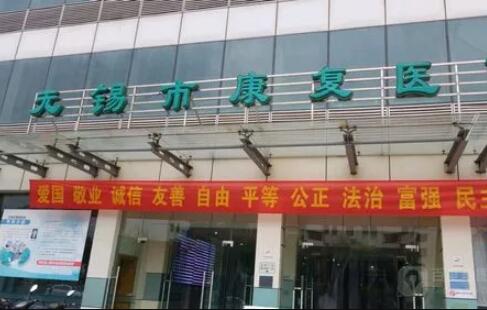 无锡市康复医
爱国 敬业 诚信 友善 自由 平等 公正 法治 富强 民主